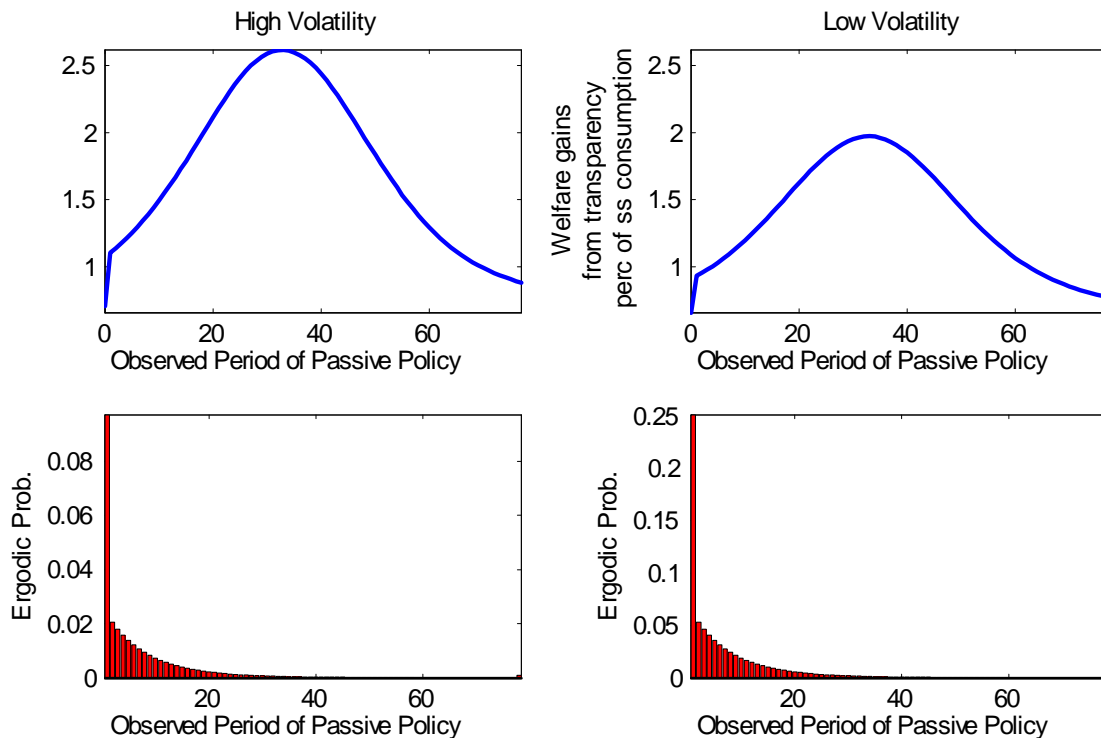 High Volatility
2.5
2
1.5
1
0 20 40 60
Observed Period of Passive Policy
Low Volatility
Welfare gains
from transparency
perc of ss consumption
2.5
2
1.5
1
0 20 40 60
Observed Period of Passive Policy
Ergodic Prob.
0.08
0.06
0.04
0.02
0
20 40 60
Observed Period of Passive Policy
Ergodic Prob.
0.25
0.2
0.15
0.1
0.05
0
20 40 60
Observed Period of Passive Policy